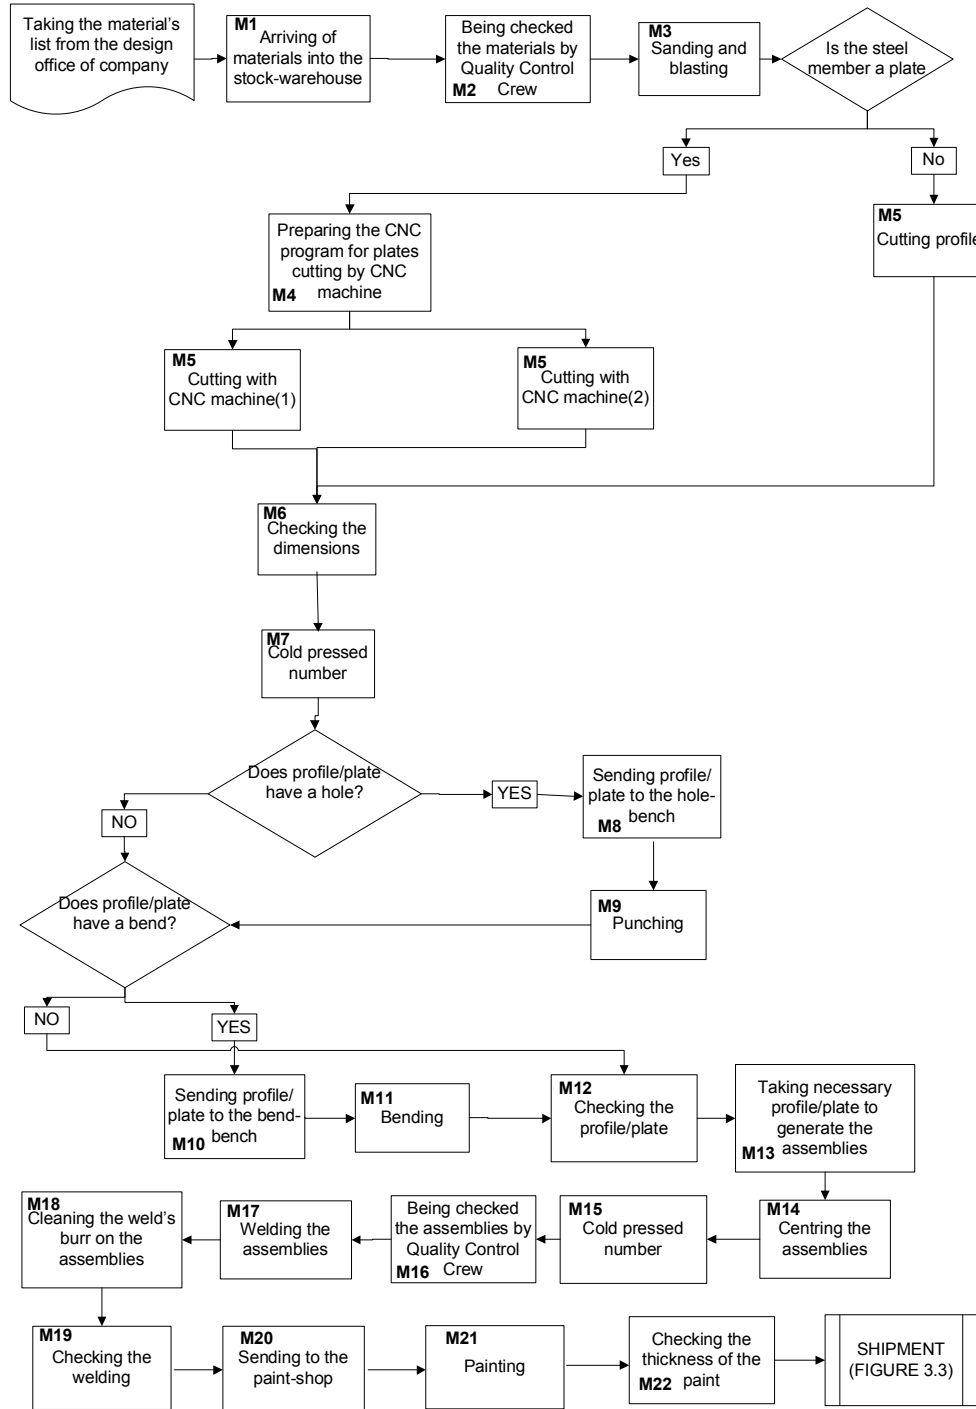 Taking the material's
list from the design
office of company
M1
Arriving of
materials into the
stock-warehouse
Being checked
the materials by
Quality Control
M2 Crew
M3
Sanding and
blasting
Is the steel
member a plate
Yes
No
M5
Cutting profile
Preparing the CNC
program for plates
cutting by CNC
machine
M4
M5
Cutting with
CNC machine(1)
M5
Cutting with
CNC machine(2)
M6
Checking the
dimensions
M7
Cold pressed
number
Does profile/plate
have a hole?
YES
Sending profile/
plate to the hole-
bench
M8
NO
Does profile/plate
have a bend?
M9
Punching
NO
YES
Sending profile/
plate to the bend-
bench
M10
M11
Bending
M12
Checking the
profile/plate
Taking necessary
profile/plate to
generate the
assemblies
M13
M18
Cleaning the weld's
burr on the
assemblies
M17
Welding the
assemblies
Being checked
the assemblies by
Quality Control
M16 Crew
M15
Cold pressed
number
M14
Centring the
assemblies
M19
Checking the
welding
M20
Sending to the
paint-shop
M21
Painting
Checking the
thickness of the
M22 paint
SHIPMENT
(FIGURE 3.3)